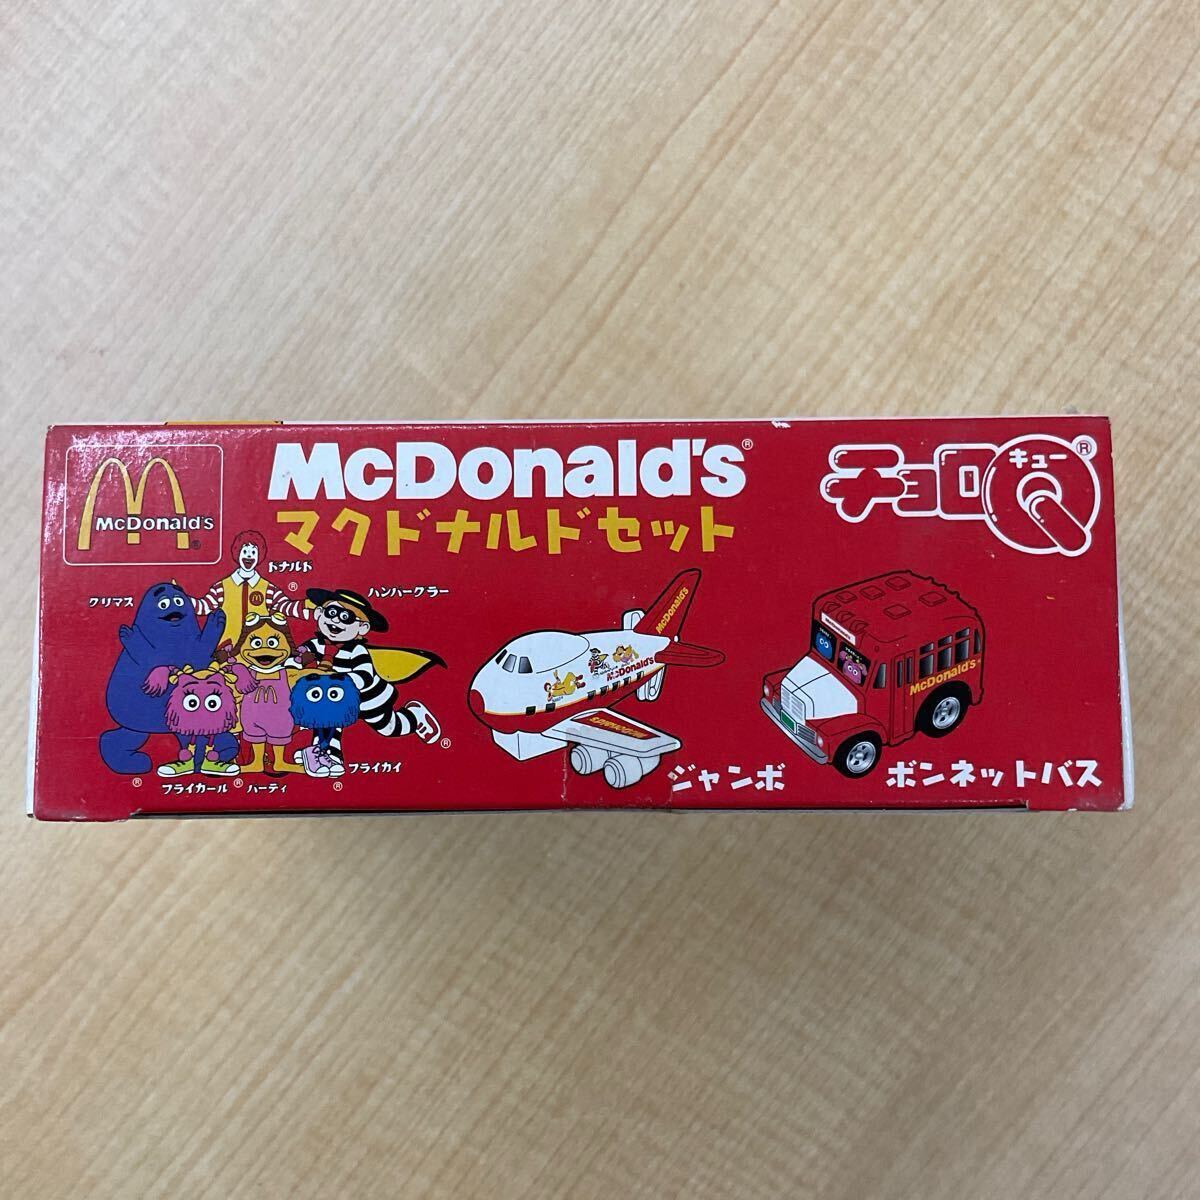 McDonald's®
マクドナルドセット
McDonald's®
チョロQ®
キュー
ドナルド®
グリマス
ハンバーグラー
®
フライカイ
®
フライガール
®
バーディ
®
McDonald's
McDonald's
McDonald's
ジャンボ
McDonald's®
ボンネットバス